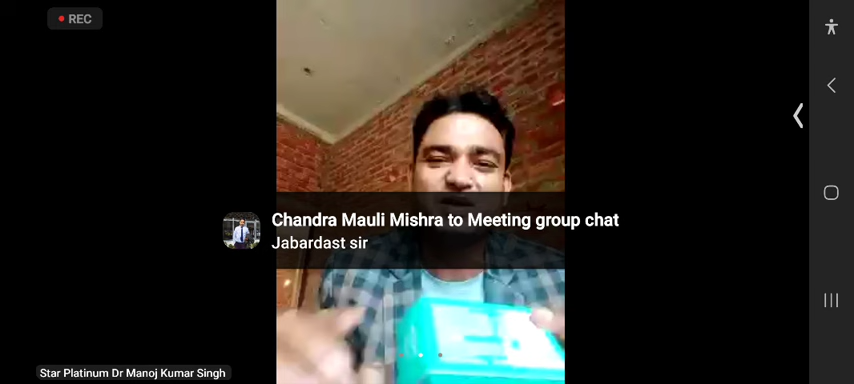 REC
Chandra Mauli Mishra to Meeting group chat
Jabardast sir
Star Platinum Dr Manoj Kumar Singh